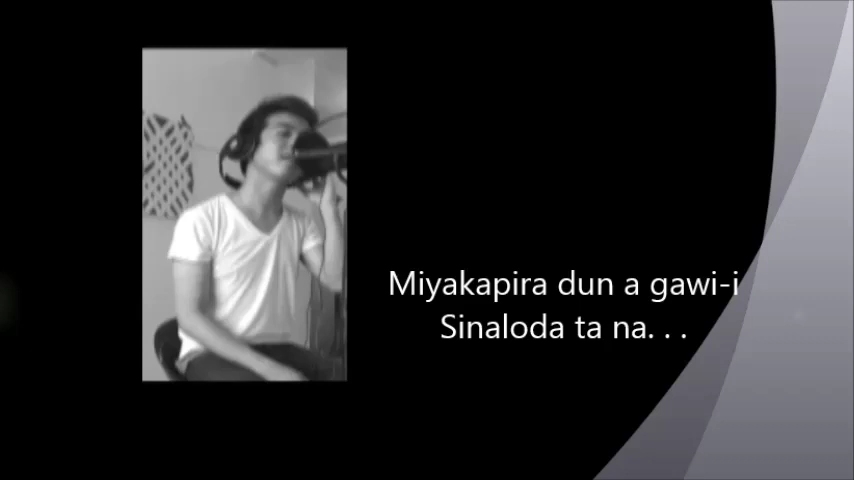 Miyakapira dun a gawi-i
Sinaloda ta na. . .